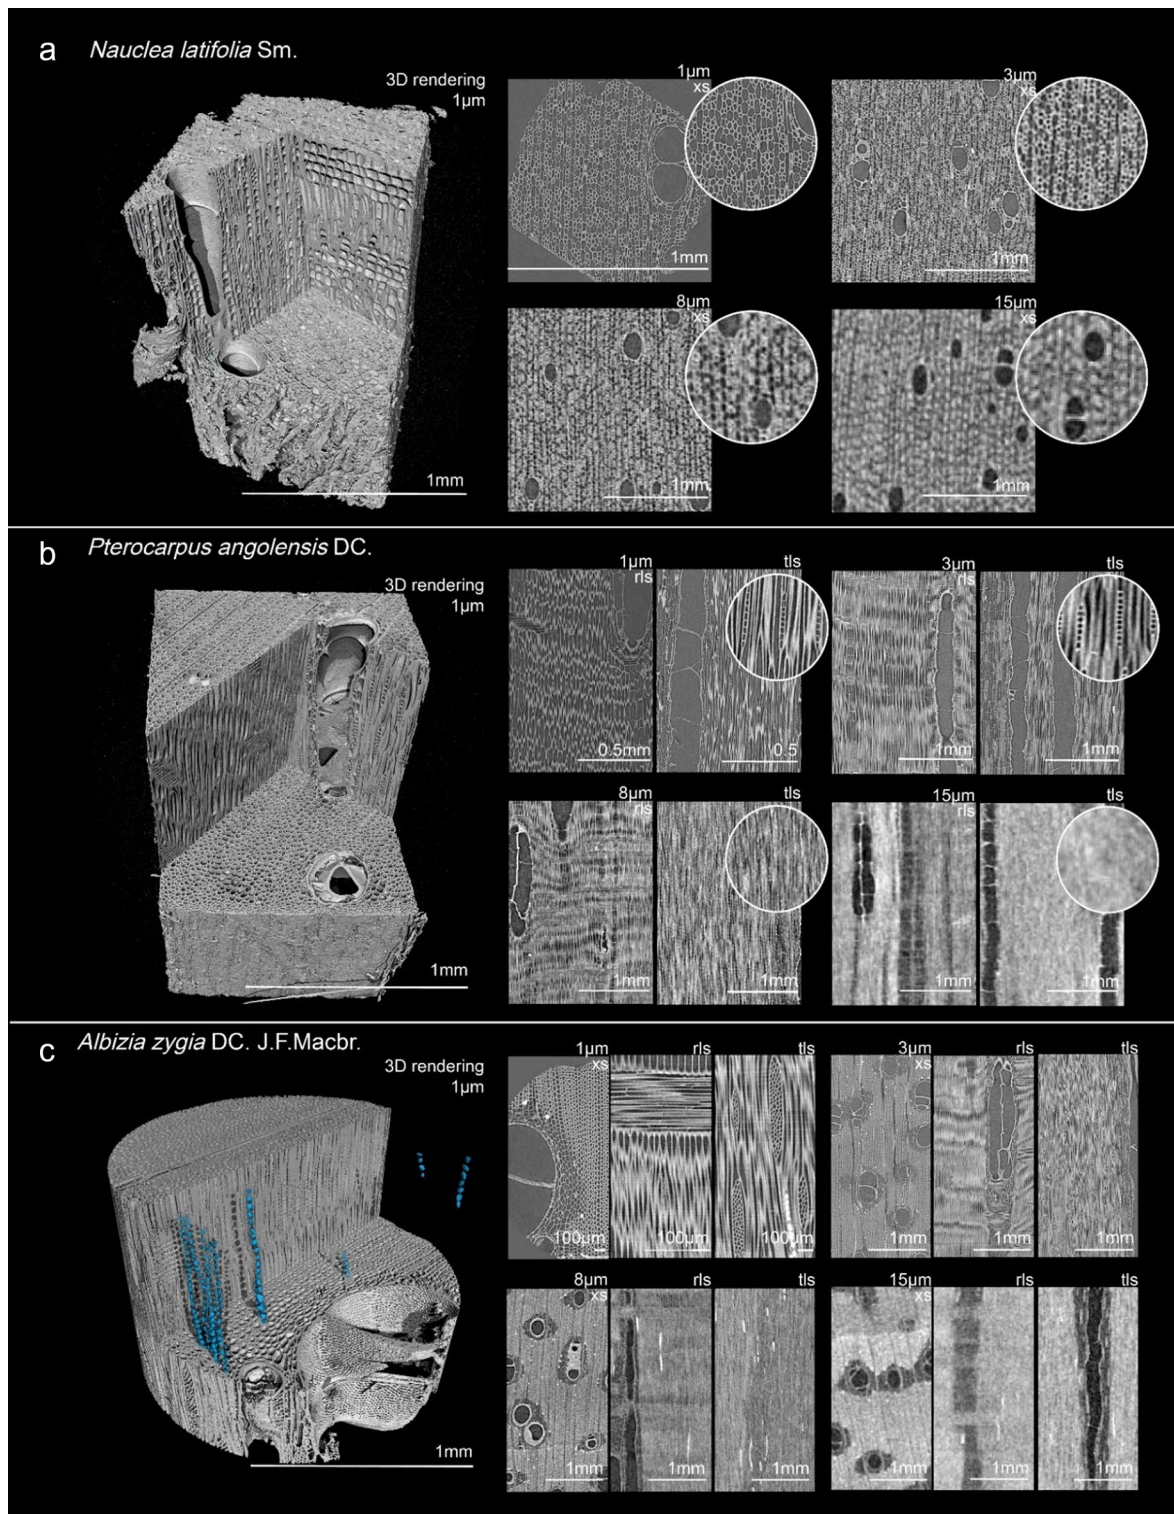 a
Nauclea latifolia Sm.
3D rendering
1µm
1mm
1µm
xs
1mm
3µm
xs
1mm
8µm
xs
1mm
15µm
xs
1mm
b
Pterocarpus angolensis DC.
3D rendering
1µm
1mm
1µm
rls
0.5mm
tls
0.5
3µm
rls
1mm
tls
1mm
8µm
rls
1mm
tls
1mm
15µm
rls
1mm
tls
1mm
c
Albizia zygia DC. J.F.Macbr.
3D rendering
1µm
1mm
1µm
xs
100µm
rls
100µm
tls
100µm
3µm
xs
1mm
rls
1mm
tls
1mm
8µm
xs
1mm
rls
1mm
tls
1mm
15µm
xs
1mm
rls
1mm
tls
1mm